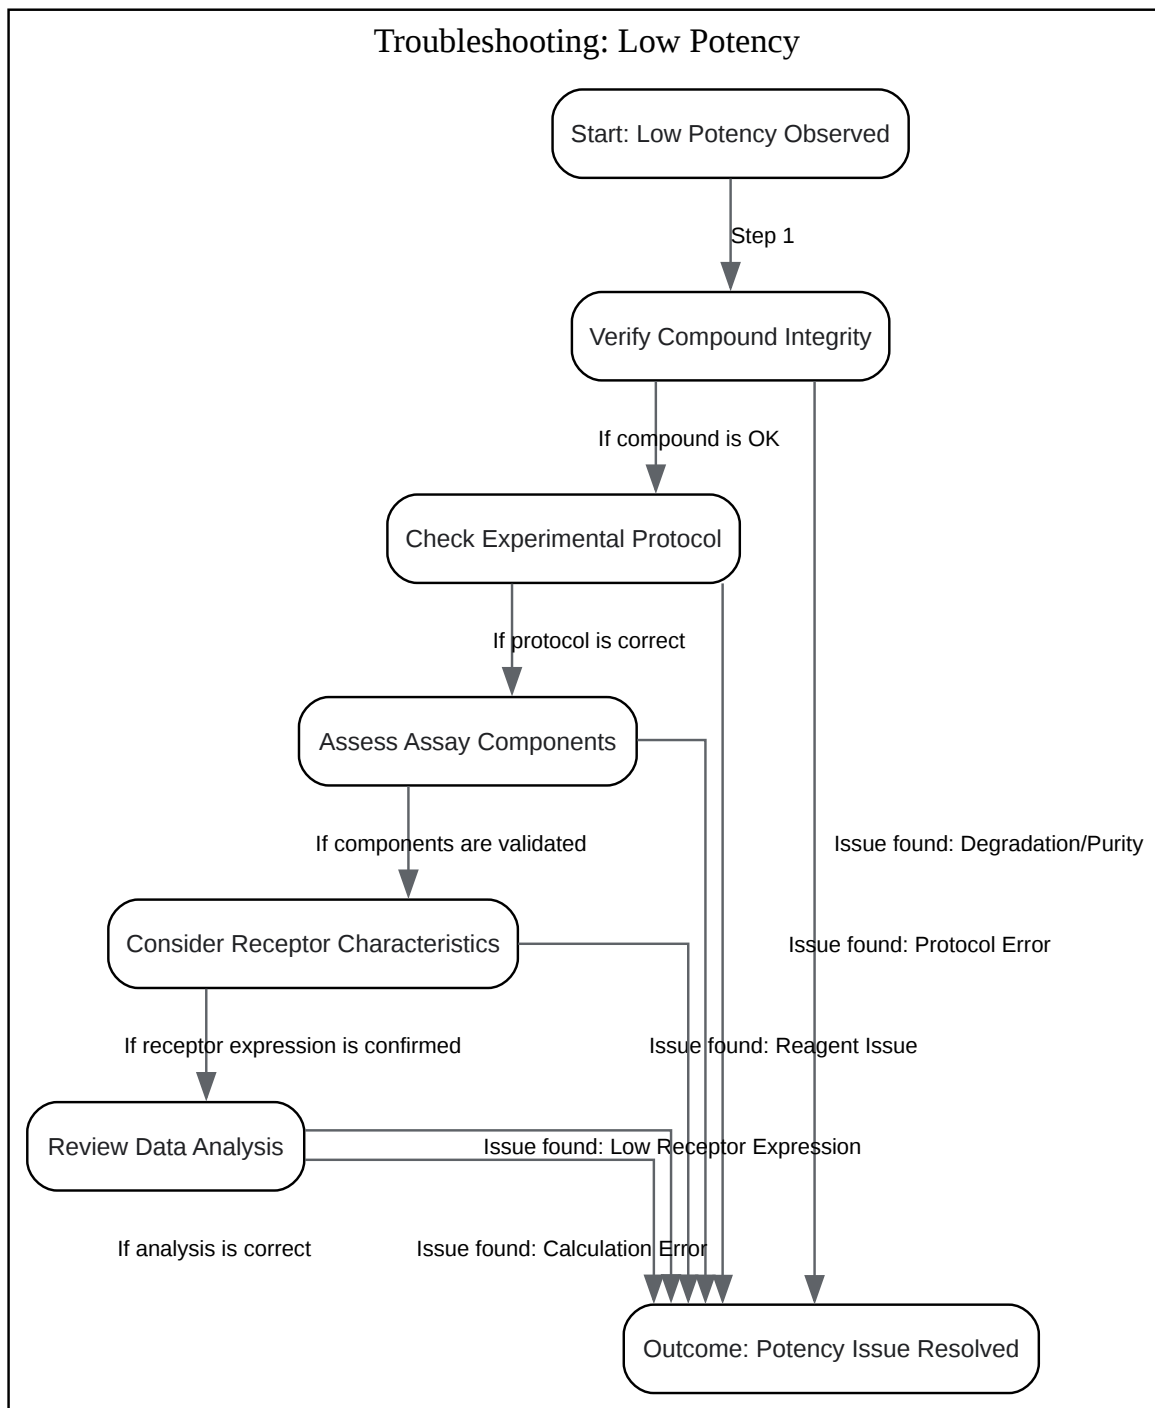 Troubleshooting: Low Potency
Start: Low Potency Observed
Step 1
Verify Compound Integrity
If compound is OK
Check Experimental Protocol
If protocol is correct
Assess Assay Components
If components are validated
Issue found: Degradation/Purity
Consider Receptor Characteristics
Issue found: Protocol Error
If receptor expression is confirmed
Issue found: Reagent Issue
Review Data Analysis
Issue found: Low Receptor Expression
If analysis is correct
Issue found: Calculation Error
Outcome: Potency Issue Resolved